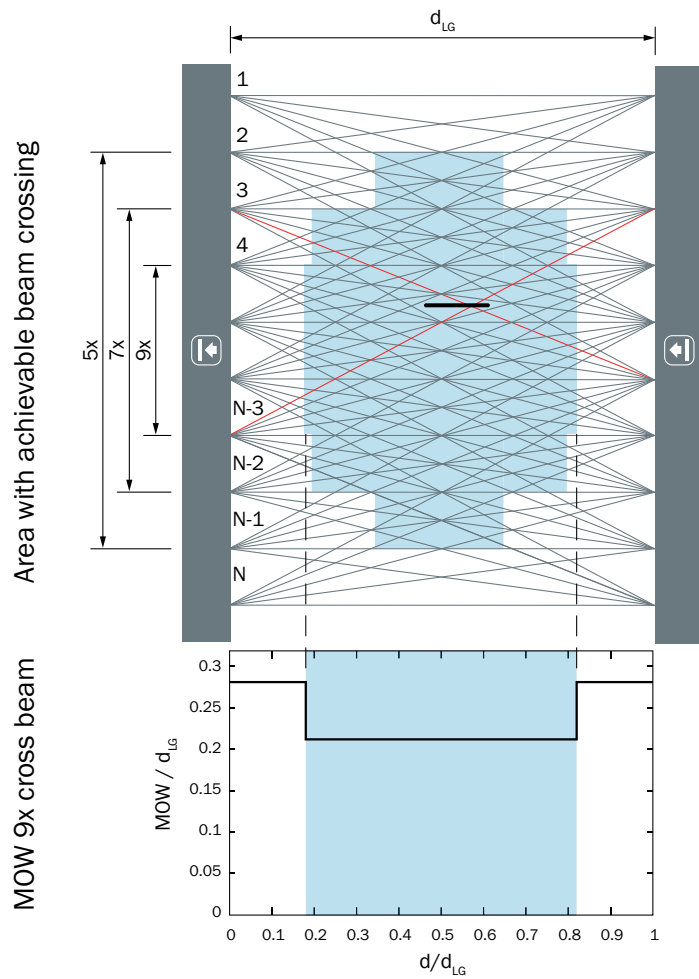 d_LG
Area with achievable beam crossing
5x
7x
9x
1
2
3
4
N-3
N-2
N-1
N
MOW 9x cross beam
MOW / d_LG
0.3
0.25
0.2
0.15
0.1
0.05
0
0 0.1 0.2 0.3 0.4 0.5 0.6 0.7 0.8 0.9 1
d/d_LG